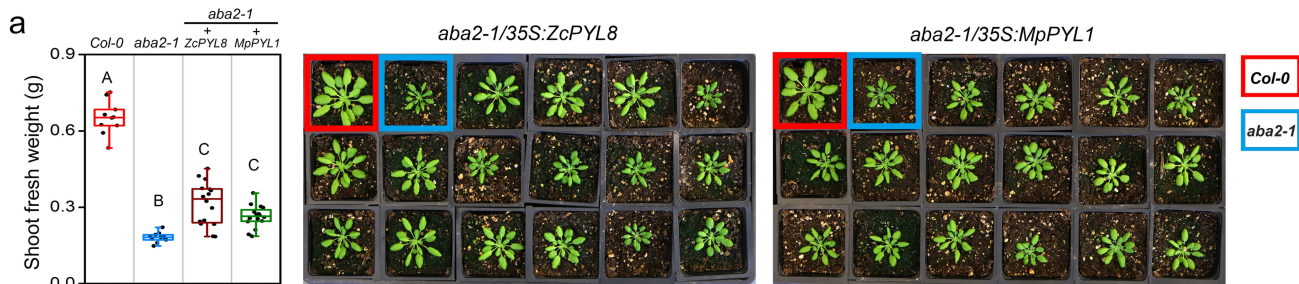 a
aba2-1
Col-0 aba2-1 + ZcPYL8 + MpPYL1
Shoot fresh weight (g)
0.9
0.6
0.3
0.0
A
B
C
C
aba2-1/35S:ZcPYL8
aba2-1/35S:MpPYL1
Col-0
aba2-1